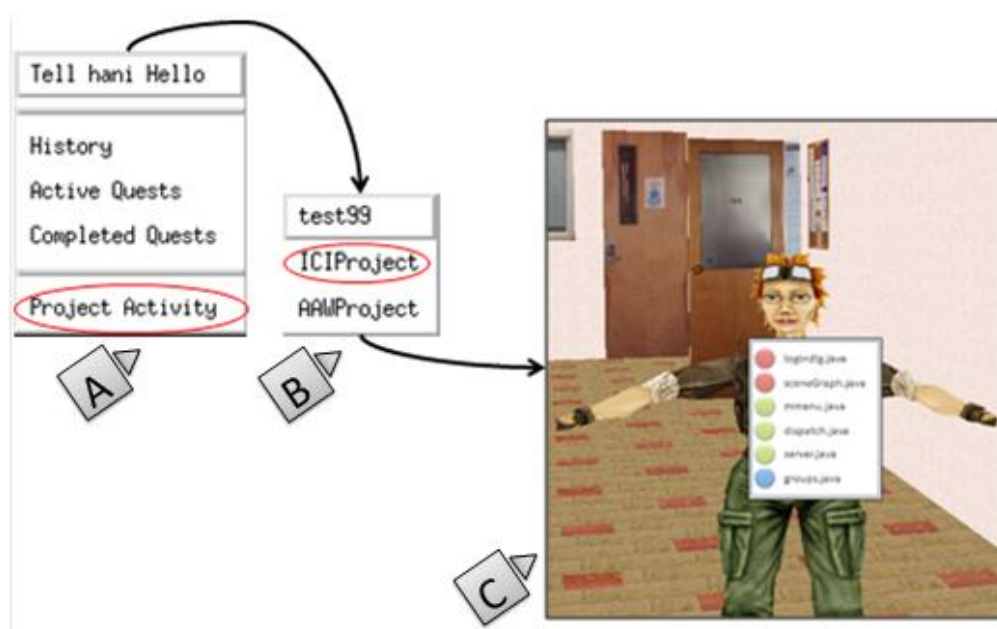 Tell hani Hello
History
Active Quests
Completed Quests
Project Activity
A
test99
ICIProject
AAWProject
B
logindlg.java
sceneGraph.java
mmenu.java
dispatch.java
server.java
groups.java
C